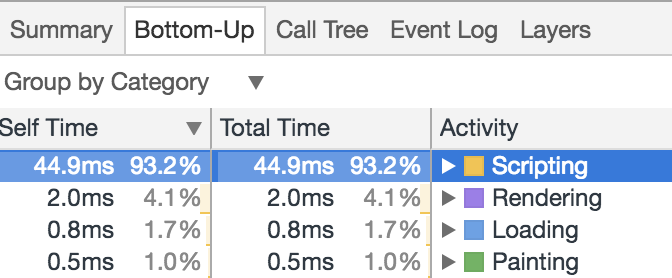 Summary Bottom-Up Call Tree Event Log Layers
Group by Category ▼
Self Time ▼ Total Time Activity
44.9ms 93.2% 44.9ms 93.2% ▶ Scripting
2.0ms 4.1% 2.0ms 4.1% ▶ Rendering
0.8ms 1.7% 0.8ms 1.7% ▶ Loading
0.5ms 1.0% 0.5ms 1.0% ▶ Painting